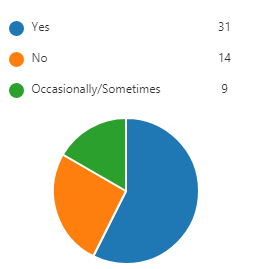 Yes 31
No 14
Occasionally/Sometimes 9